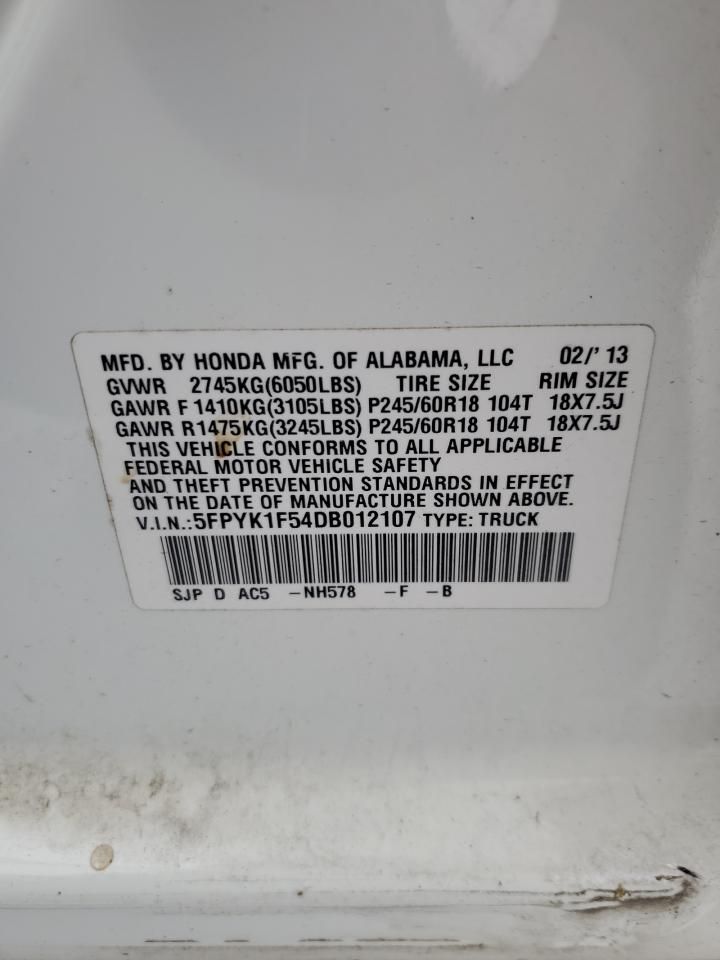 MFD. BY HONDA MFG. OF ALABAMA, LLC 02/'13
GVWR 2745KG(6050LBS) TIRE SIZE RIM SIZE
GAWR F 1410KG(3105LBS) P245/60R18 104T 18X7.5J
GAWR R1475KG(3245LBS) P245/60R18 104T 18X7.5J
THIS VEHICLE CONFORMS TO ALL APPLICABLE
FEDERAL MOTOR VEHICLE SAFETY
AND THEFT PREVENTION STANDARDS IN EFFECT
ON THE DATE OF MANUFACTURE SHOWN ABOVE.
V.I.N.:5FPYK1F54DB012107 TYPE: TRUCK
SJP D AC5 -NH578 -F -B